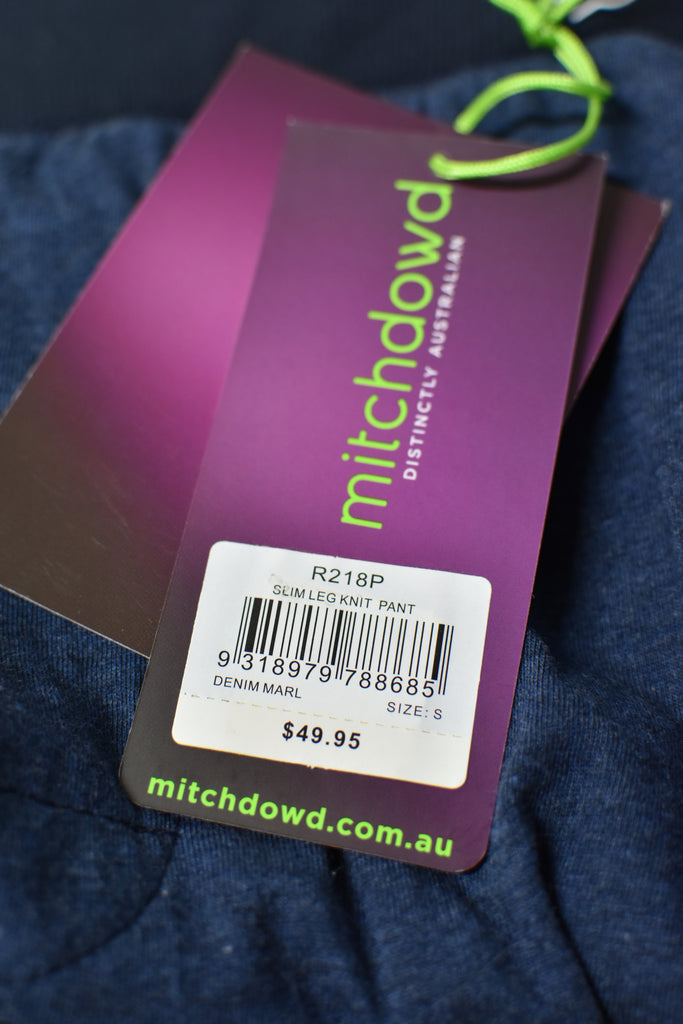 mitchdowd
DISTINCTLY AUSTRALIAN
R218P
SLIM LEG KNIT PANT
9 318979 788685
DENIM MARL
SIZE: S
$49.95
mitchdowd.com.au